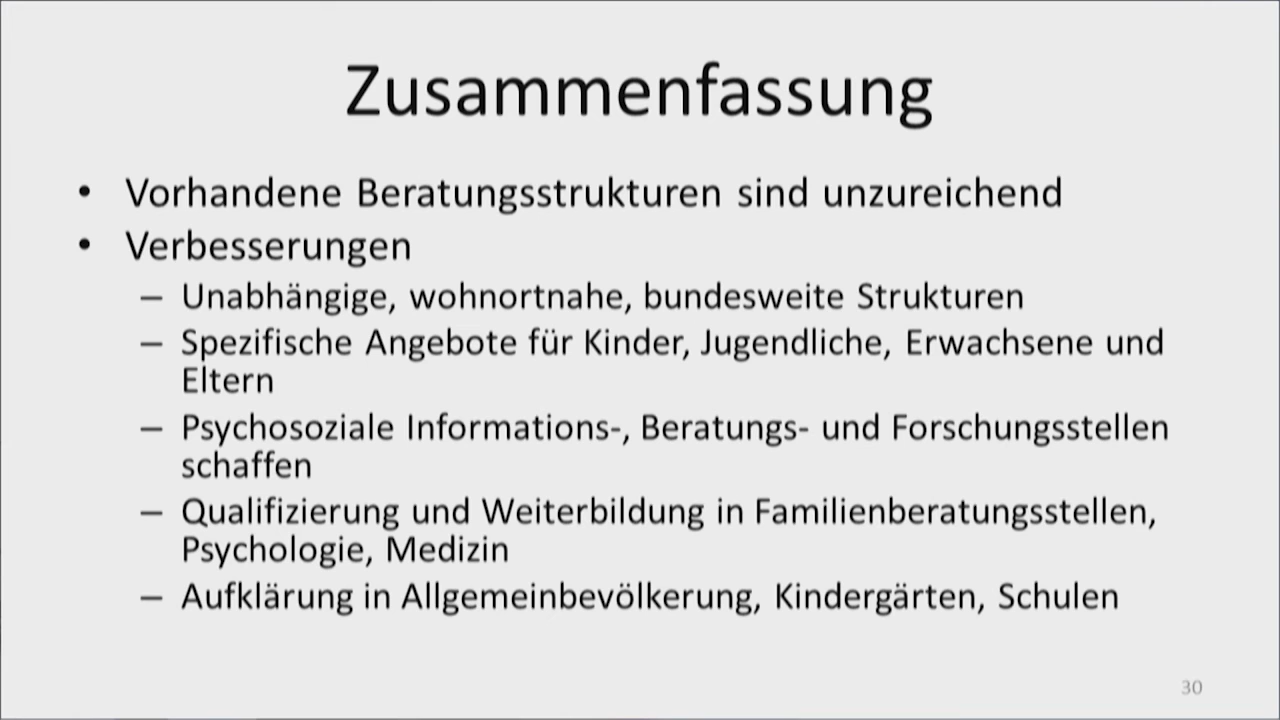 Zusammenfassung
• Vorhandene Beratungsstrukturen sind unzureichend
• Verbesserungen
– Unabhängige, wohnortnahe, bundesweite Strukturen
– Spezifische Angebote für Kinder, Jugendliche, Erwachsene und
Eltern
– Psychosoziale Informations-, Beratungs- und Forschungsstellen
schaffen
– Qualifizierung und Weiterbildung in Familienberatungsstellen,
Psychologie, Medizin
– Aufklärung in Allgemeinbevölkerung, Kindergärten, Schulen
30